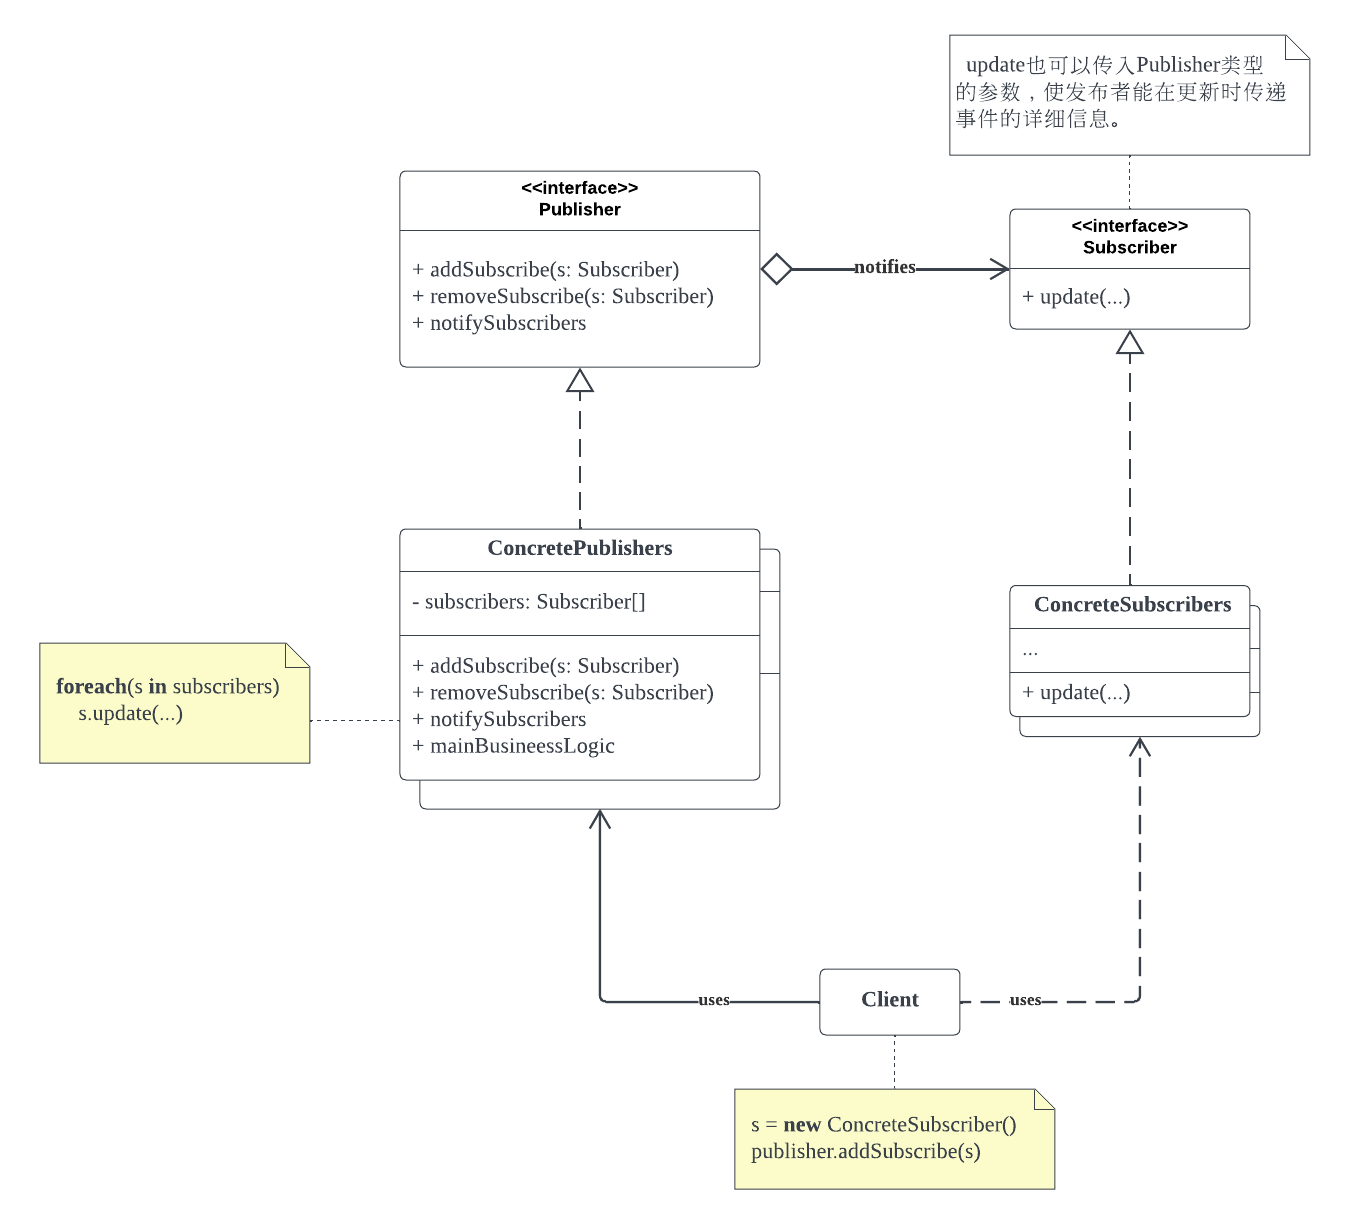 update也可以传入Publisher类型
的参数，使发布者能在更新时传递
事件的详细信息。
<<interface>>
Publisher
+ addSubscribe(s: Subscriber)
+ removeSubscribe(s: Subscriber)
+ notifySubscribers
notifies
<<interface>>
Subscriber
+ update(...)
ConcretePublishers
- subscribers: Subscriber[]
+ addSubscribe(s: Subscriber)
+ removeSubscribe(s: Subscriber)
+ notifySubscribers
+ mainBusineessLogic
ConcreteSubscribers
...
+ update(...)
foreach(s in subscribers)
s.update(...)
uses
Client
uses
s = new ConcreteSubscriber()
publisher.addSubscribe(s)